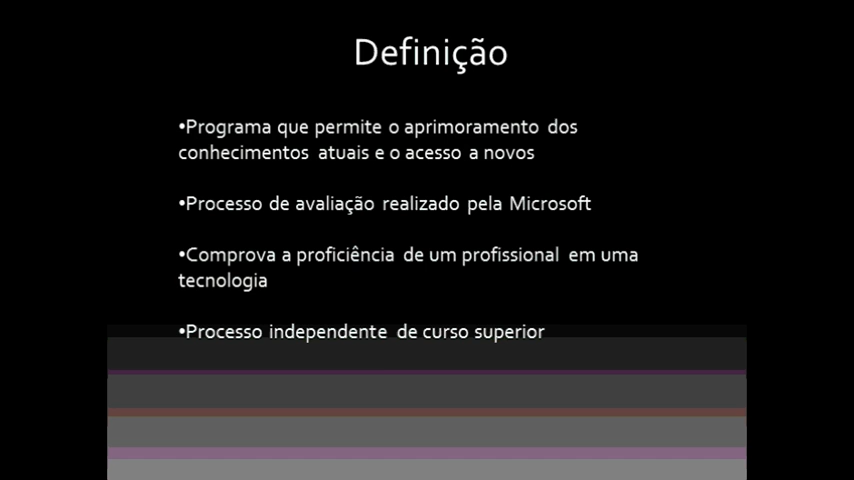 Definição
•Programa que permite o aprimoramento dos
conhecimentos atuais e o acesso a novos
•Processo de avaliação realizado pela Microsoft
•Comprova a proficiência de um profissional em uma
tecnologia
•Processo independente de curso superior